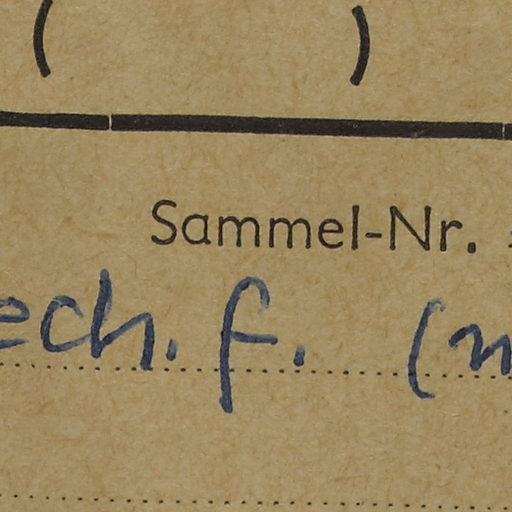 ( )
Sammel-Nr.
ech. f. (